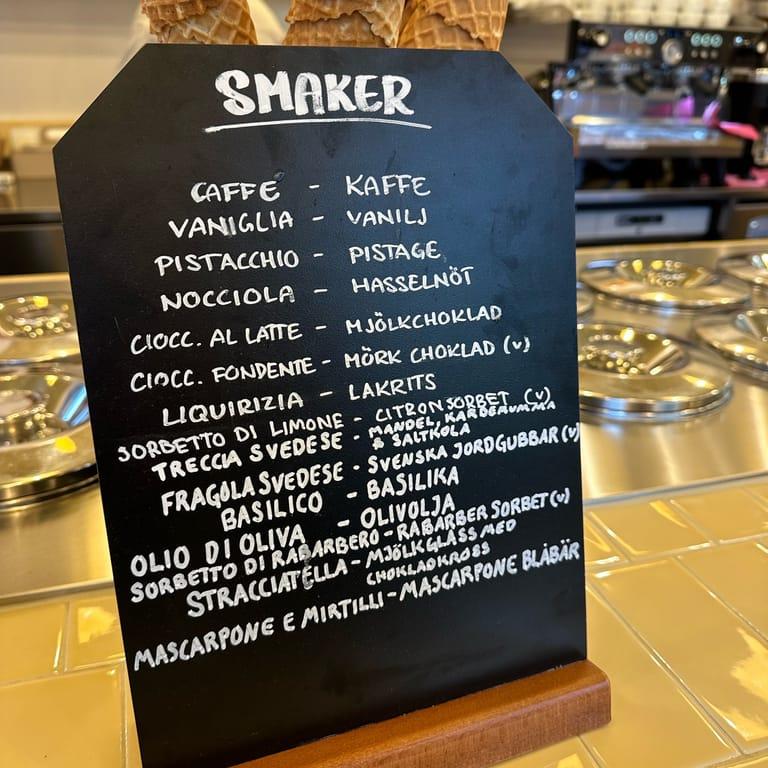 SMAKER
CAFFE - KAFFE
VANIGLIA - VANILJ
PISTACCHIO - PISTAGE
NOCCIOLA - HASSELNÖT
CIOCC. AL LATTE - MJÖLKCHOKLAD
CIOCC. FONDENTE - MÖRK CHOKLAD (V)
LIQUIRIZIA - LAKRITS
SORBETTO DI LIMONE - CITRONSORBET (V)
TRECCIA SVEDESE - MANDEL, KARDEMUMMA
& SALTKOLA
FRAGOLA SVEDESE - SVENSKA JORDGUBBAR (V)
BASILICO - BASILIKA
OLIO DI OLIVA - OLIVOLJA
SORBETTO DI RABARBERO - RABARBER SORBET (V)
STRACCIATELLA - MJÖLKGLASS MED
CHOKLADKROSS
MASCARPONE E MIRTILLI - MASCARPONE BLÅBÄR